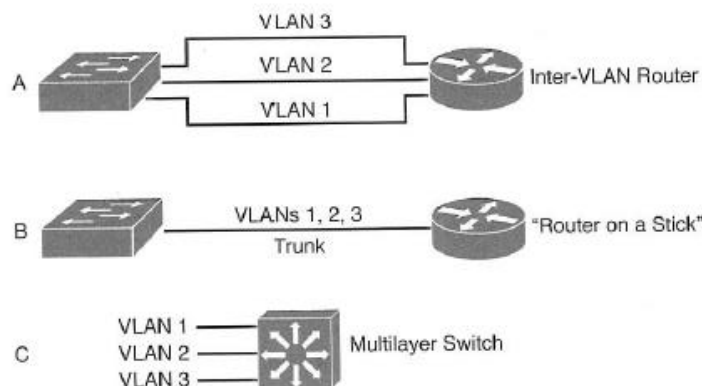 VLAN 3
A
VLAN 2
Inter-VLAN Router
VLAN 1
B
VLANs 1, 2, 3
Trunk
"Router on a Stick"
C
VLAN 1
VLAN 2
VLAN 3
Multilayer Switch